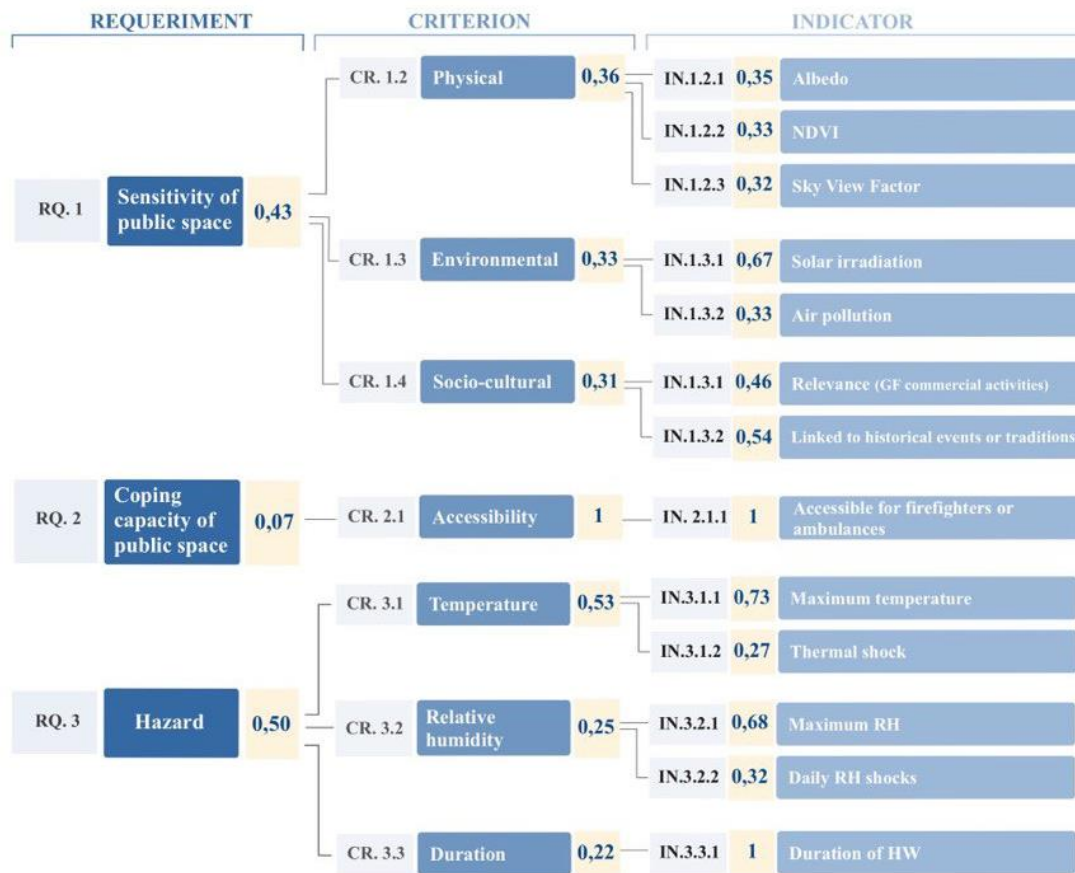 REQUERIMENT CRITERION INDICATOR
CR. 1.2 Physical 0,36 IN.1.2.1 0,35 Albedo
IN.1.2.2 0,33 NDVI
IN.1.2.3 0,32 Sky View Factor
RQ. 1 Sensitivity of
public space 0,43
CR. 1.3 Environmental 0,33 IN.1.3.1 0,67 Solar irradiation
IN.1.3.2 0,33 Air pollution
CR. 1.4 Socio-cultural 0,31 IN.1.3.1 0,46 Relevance (GF commercial activities)
IN.1.3.2 0,54 Linked to historical events or traditions
RQ. 2 Coping
capacity of
public space 0,07
CR. 2.1 Accessibility 1 IN. 2.1.1 1 Accessible for firefighters or
ambulances
CR. 3.1 Temperature 0,53 IN.3.1.1 0,73 Maximum temperature
IN.3.1.2 0,27 Thermal shock
RQ. 3 Hazard 0,50
CR. 3.2 Relative
humidity 0,25 IN.3.2.1 0,68 Maximum RH
IN.3.2.2 0,32 Daily RH shocks
CR. 3.3 Duration 0,22 IN.3.3.1 1 Duration of HW